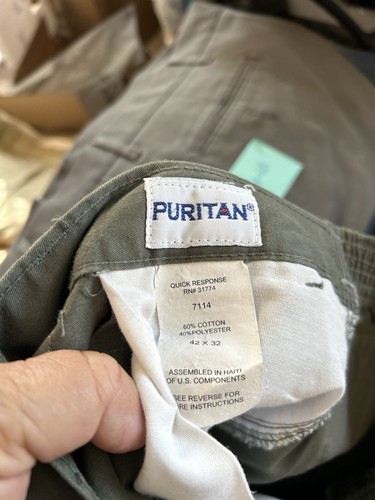 PURITAN®
QUICK RESPONSE
RN# 31774
7114
60% COTTON
40% POLYESTER
42 X 32
ASSEMBLED IN HAITI
OF U.S. COMPONENTS
SEE REVERSE FOR
RE INSTRUCTIONS